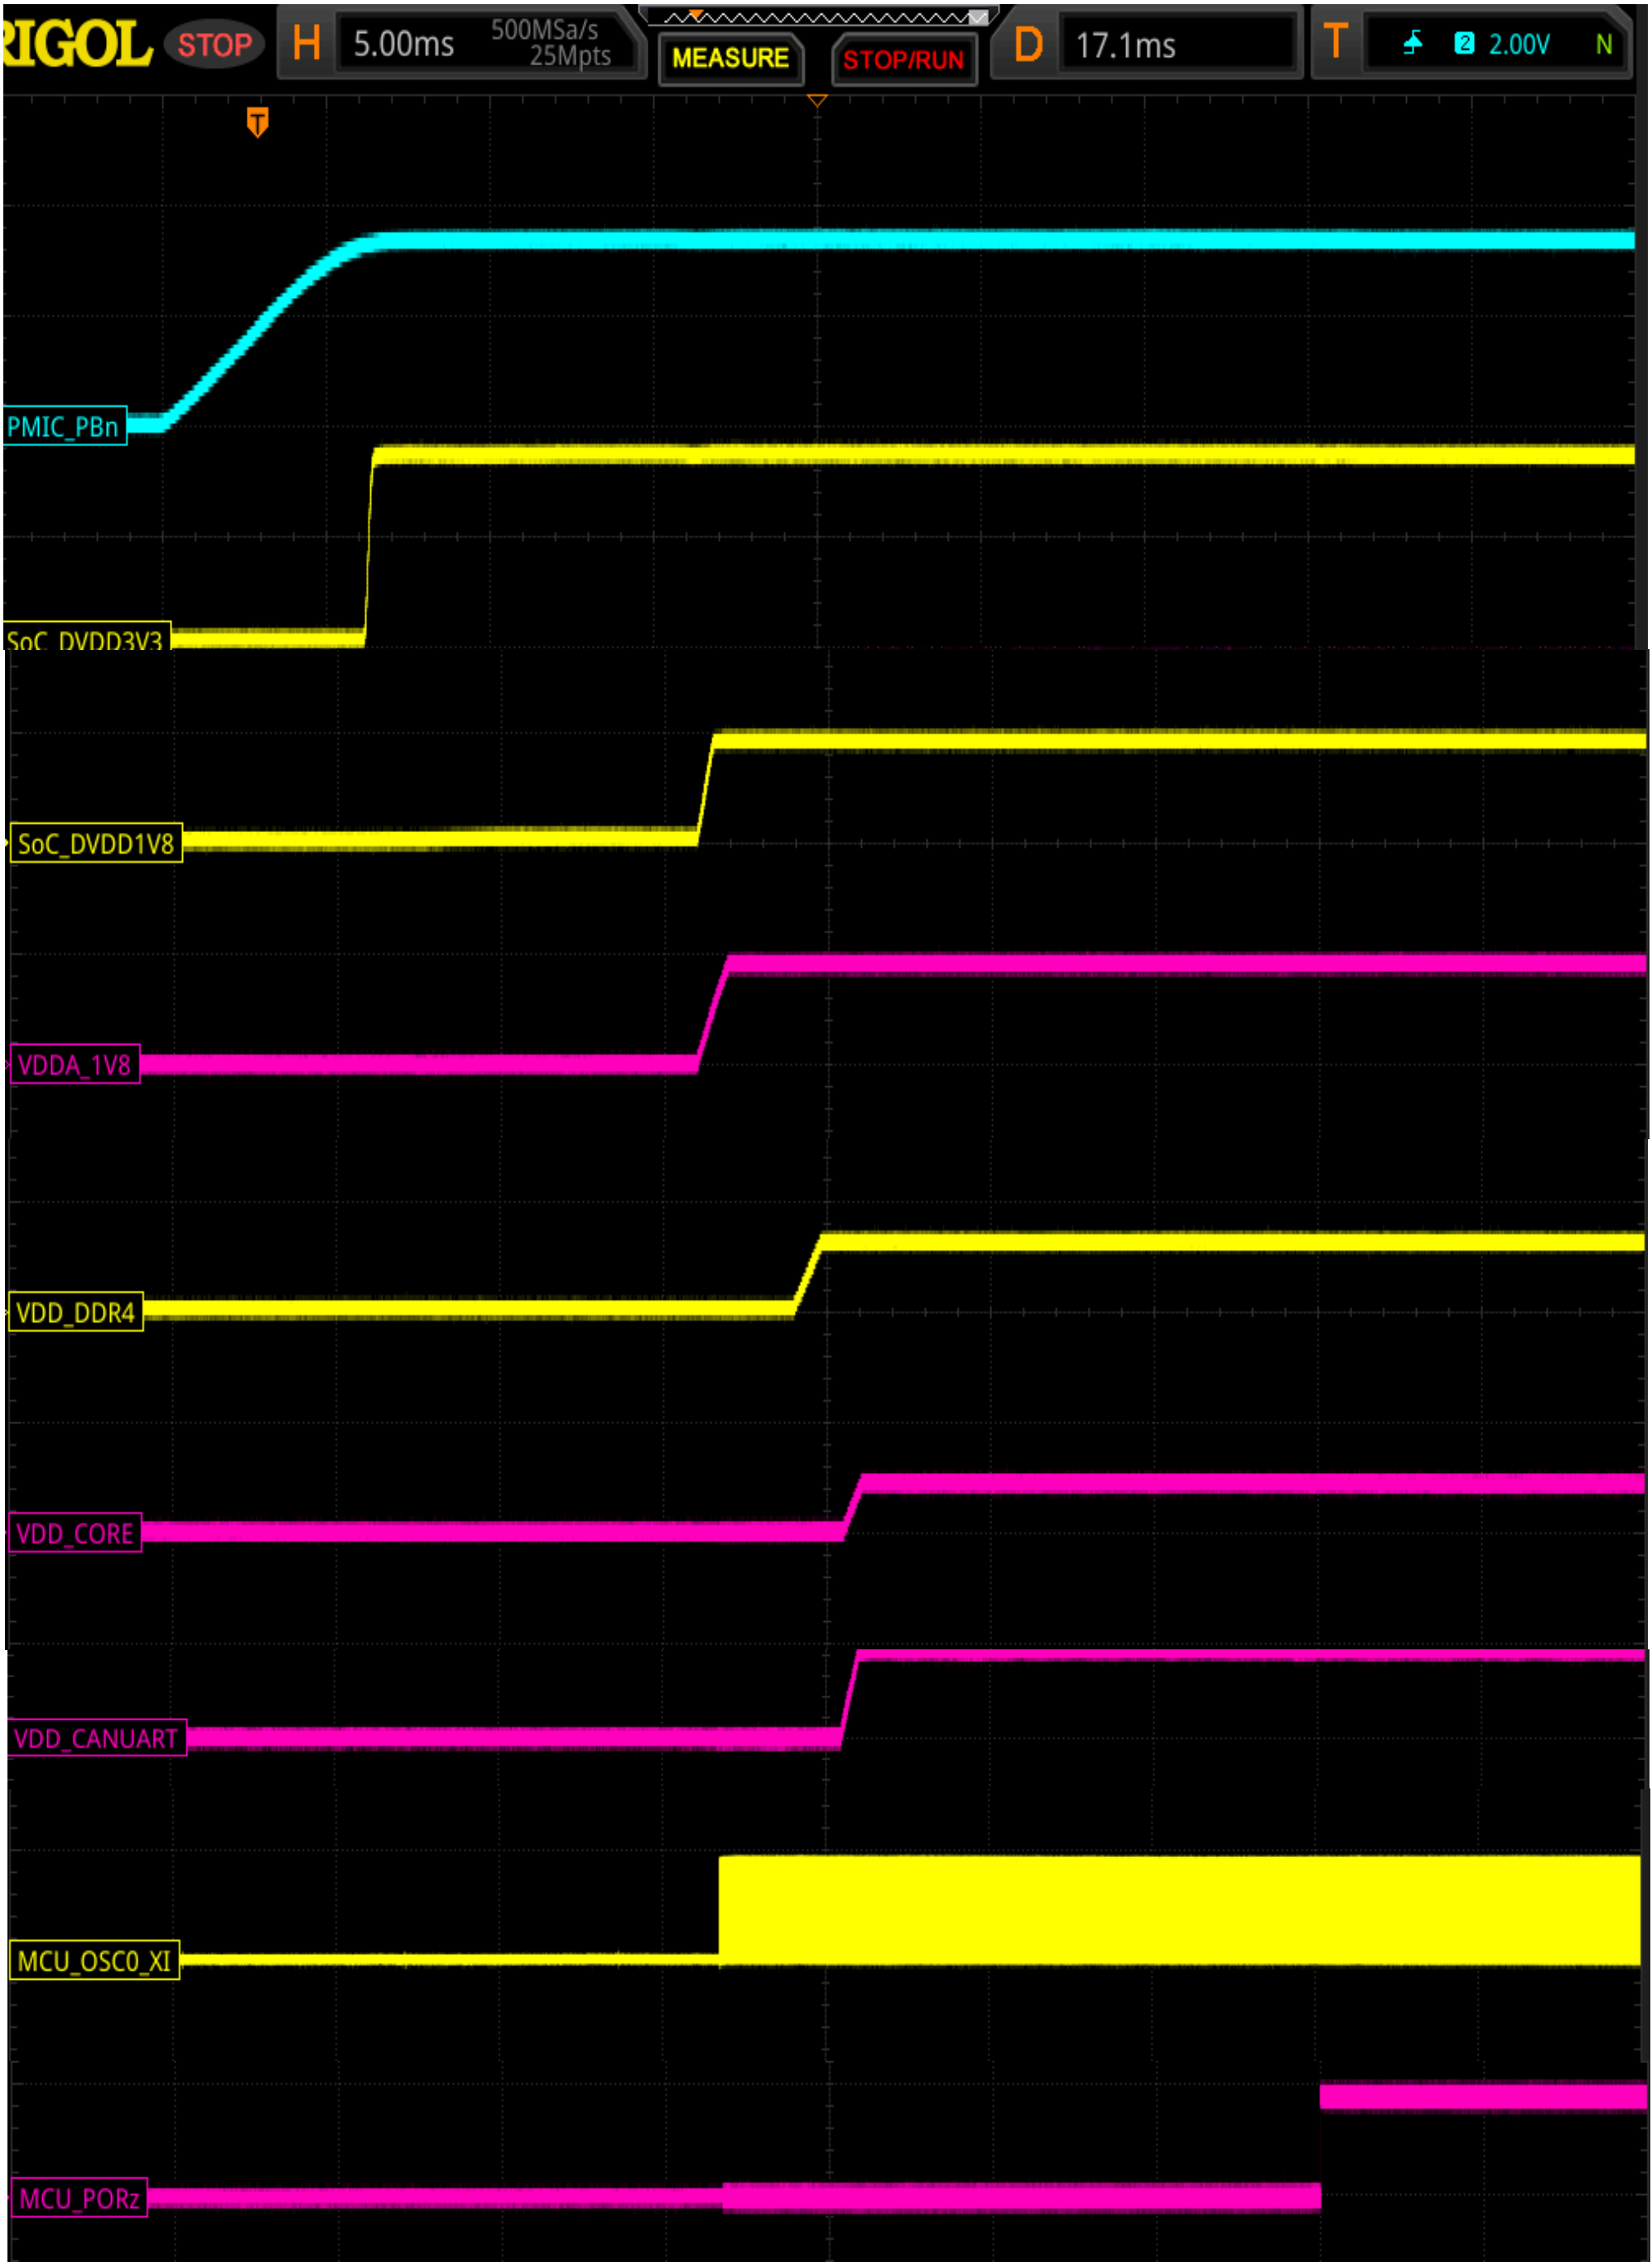 RIGOL STOP H 5.00ms 500MSa/s 25Mpts MEASURE STOP/RUN D 17.1ms T 2 2.00V N
T
PMIC_PBn
SoC_DVDD3V3
SoC_DVDD1V8
VDDA_1V8
VDD_DDR4
VDD_CORE
VDD_CANUART
MCU_OSC0_XI
MCU_PORz